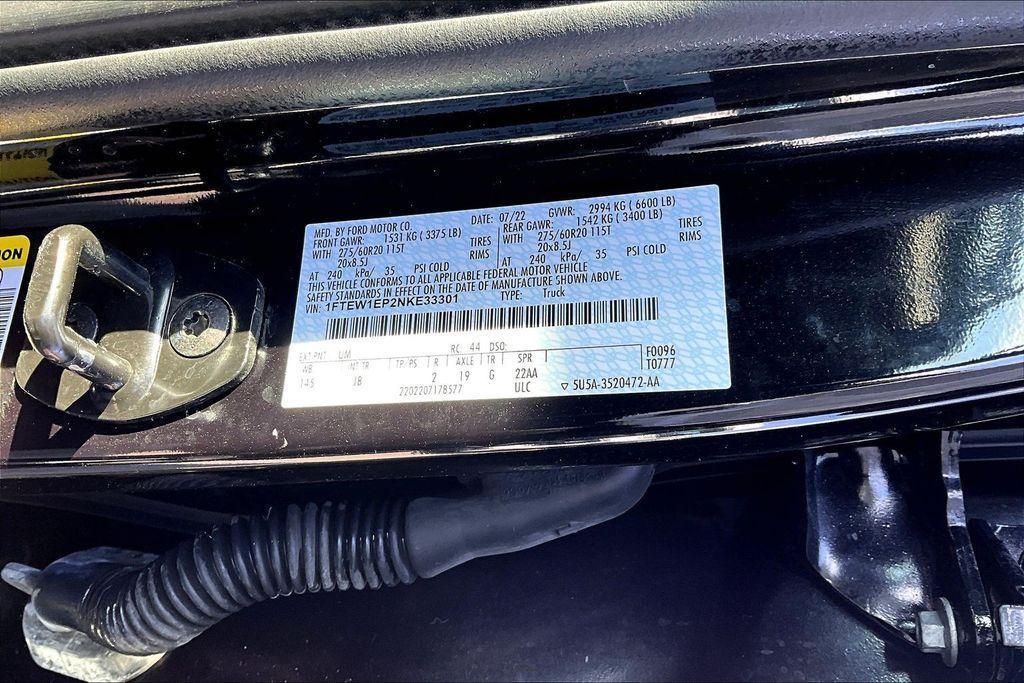 MFD. BY FORD MOTOR CO. DATE: 07/22 GVWR: 2994 KG ( 6600 LB)
FRONT GAWR: 1531 KG ( 3375 LB) REAR GAWR: 1542 KG ( 3400 LB)
WITH 275/60R20 115T TIRES WITH 275/60R20 115T TIRES
20x8.5J RIMS 20x8.5J RIMS
AT 240 kPa/ 35 PSI COLD AT 240 kPa/ 35 PSI COLD
THIS VEHICLE CONFORMS TO ALL APPLICABLE FEDERAL MOTOR VEHICLE
SAFETY STANDARDS IN EFFECT ON THE DATE OF MANUFACTURE SHOWN ABOVE.
VIN: 1FTEW1EP2NKE33301 TYPE: Truck
EXT PNT: UM RC: 44 DSO: F0096
WB INT TR TP/PS R AXLE TR SPR T0777
145 JB 2 19 G 22AA
2202207178577 ULC 5U5A-3520472-AA